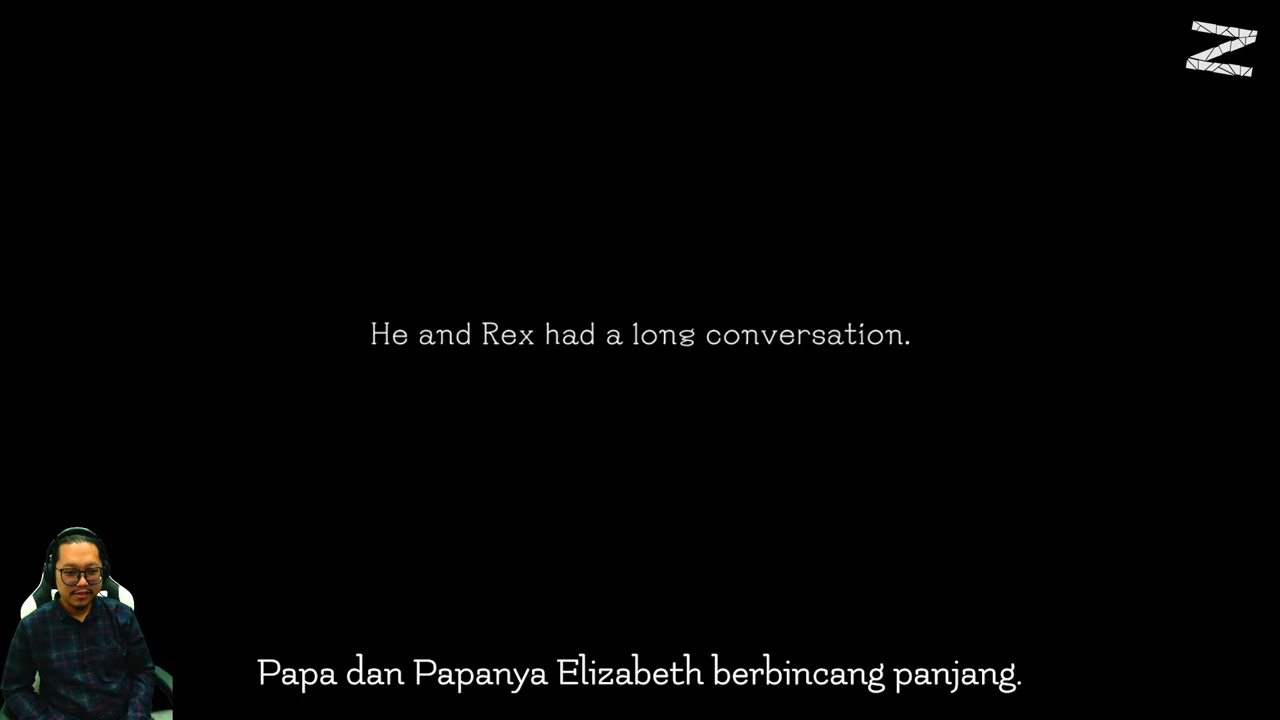 Z
He and Rex had a long conversation.
Papa dan Papanya Elizabeth berbincang panjang.